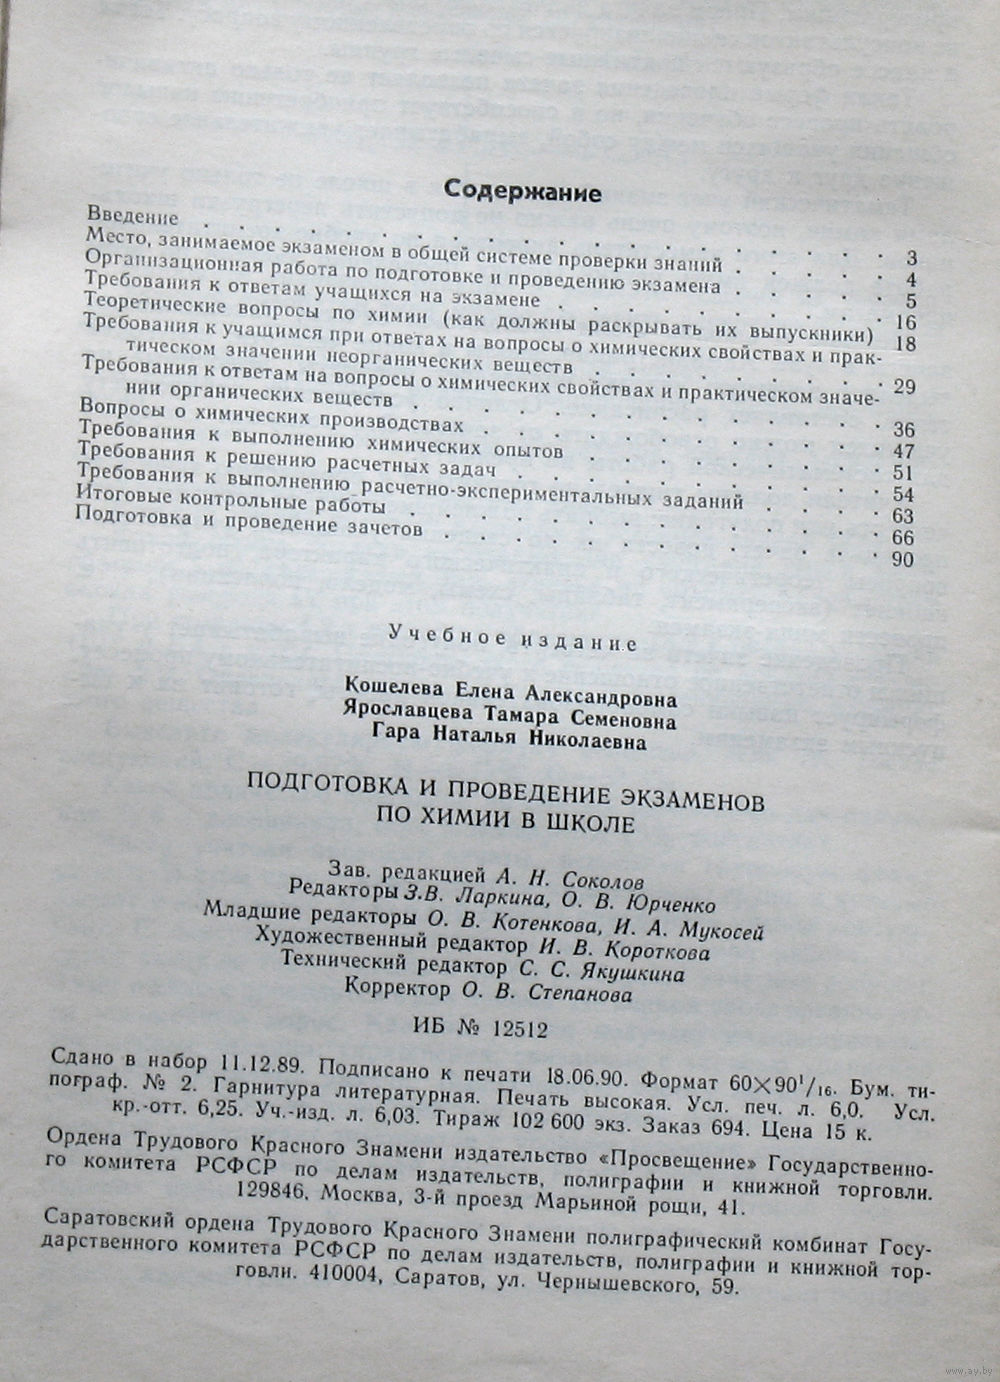 Содержание
Введение . . . . . . . . . . . . . . . . . . 3
Место, занимаемое экзаменом в общей системе проверки знаний . . . . . 4
Организационная работа по подготовке и проведению экзамена . . . . . 5
Требования к ответам учащихся на экзамене . . . . . . . . . . 16
Теоретические вопросы по химии (как должны раскрывать их выпускники) 18
Требования к учащимся при ответах на вопросы о химических свойствах и прак-
тическом значении неорганических веществ . . . . . . . . . 29
Требования к ответам на вопросы о химических свойствах и практическом значе-
нии органических веществ . . . . . . . . . . . . . 36
Вопросы о химических производствах . . . . . . . . . . . . 47
Требования к выполнению химических опытов . . . . . . . . . 51
Требования к решению расчетных задач . . . . . . . . . . . 54
Требования к выполнению расчетно-экспериментальных заданий . . . . 63
Итоговые контрольные работы . . . . . . . . . . . . . 66
Подготовка и проведение зачетов . . . . . . . . . . . . 90
Учебное издание
Кошелева Елена Александровна
Ярославцева Тамара Семеновна
Гара Наталья Николаевна
ПОДГОТОВКА И ПРОВЕДЕНИЕ ЭКЗАМЕНОВ
ПО ХИМИИ В ШКОЛЕ
Зав. редакцией А. Н. Соколов
Редакторы З.В. Ларкина, О. В. Юрченко
Младшие редакторы О. В. Котенкова, И. А. Мукосей
Художественный редактор И. В. Короткова
Технический редактор С. С. Якушкина
Корректор О. В. Степанова
ИБ № 12512
Сдано в набор 11.12.89. Подписано к печати 18.06.90. Формат 60×90¹/₁₆. Бум. ти-
пограф. № 2. Гарнитура литературная. Печать высокая. Усл. печ. л. 6,0. Усл.
кр.-отт. 6,25. Уч.-изд. л. 6,03. Тираж 102 600 экз. Заказ 694. Цена 15 к.
Ордена Трудового Красного Знамени издательство «Просвещение» Государственно-
го комитета РСФСР по делам издательств, полиграфии и книжной торговли.
129846, Москва, 3-й проезд Марьиной рощи, 41.
Саратовский ордена Трудового Красного Знамени полиграфический комбинат Госу-
дарственного комитета РСФСР по делам издательств, полиграфии и книжной тор-
говли. 410004, Саратов, ул. Чернышевского, 59.
www.ay.by